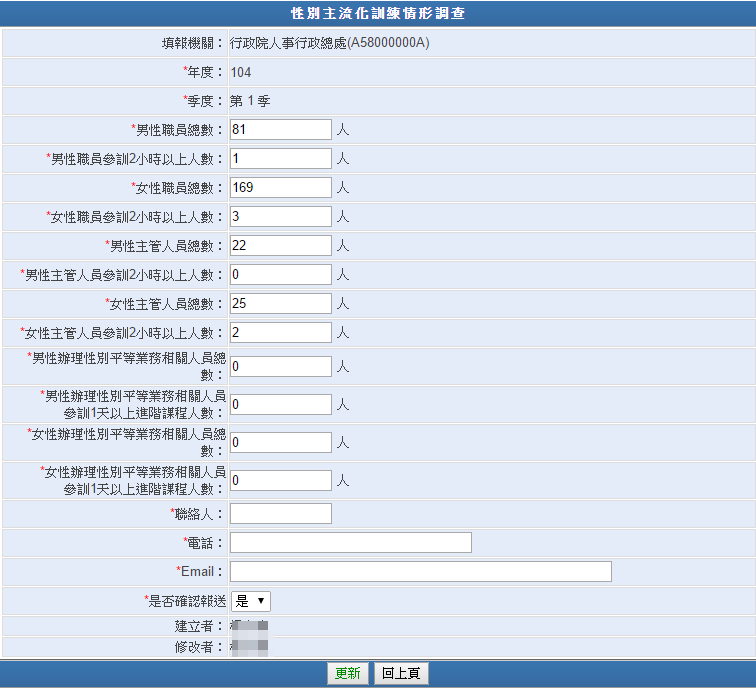 性別主流化訓練情形調查
填報機關： 行政院人事行政總處(A58000000A)
*年度： 104
*季度： 第 1 季
*男性職員總數： 81 人
*男性職員參訓2小時以上人數： 1 人
*女性職員總數： 169 人
*女性職員參訓2小時以上人數： 3 人
*男性主管人員總數： 22 人
*男性主管人員參訓2小時以上人數： 0 人
*女性主管人員總數： 25 人
*女性主管人員參訓2小時以上人數： 2 人
*男性辦理性別平等業務相關人員總
數： 0 人
*男性辦理性別平等業務相關人員
參訓1天以上進階課程人數： 0 人
*女性辦理性別平等業務相關人員總
數： 0 人
*女性辦理性別平等業務相關人員
參訓1天以上進階課程人數： 0 人
*聯絡人：
*電話：
*Email：
*是否確認報送 是
建立者：
修改者：
更新 回上頁